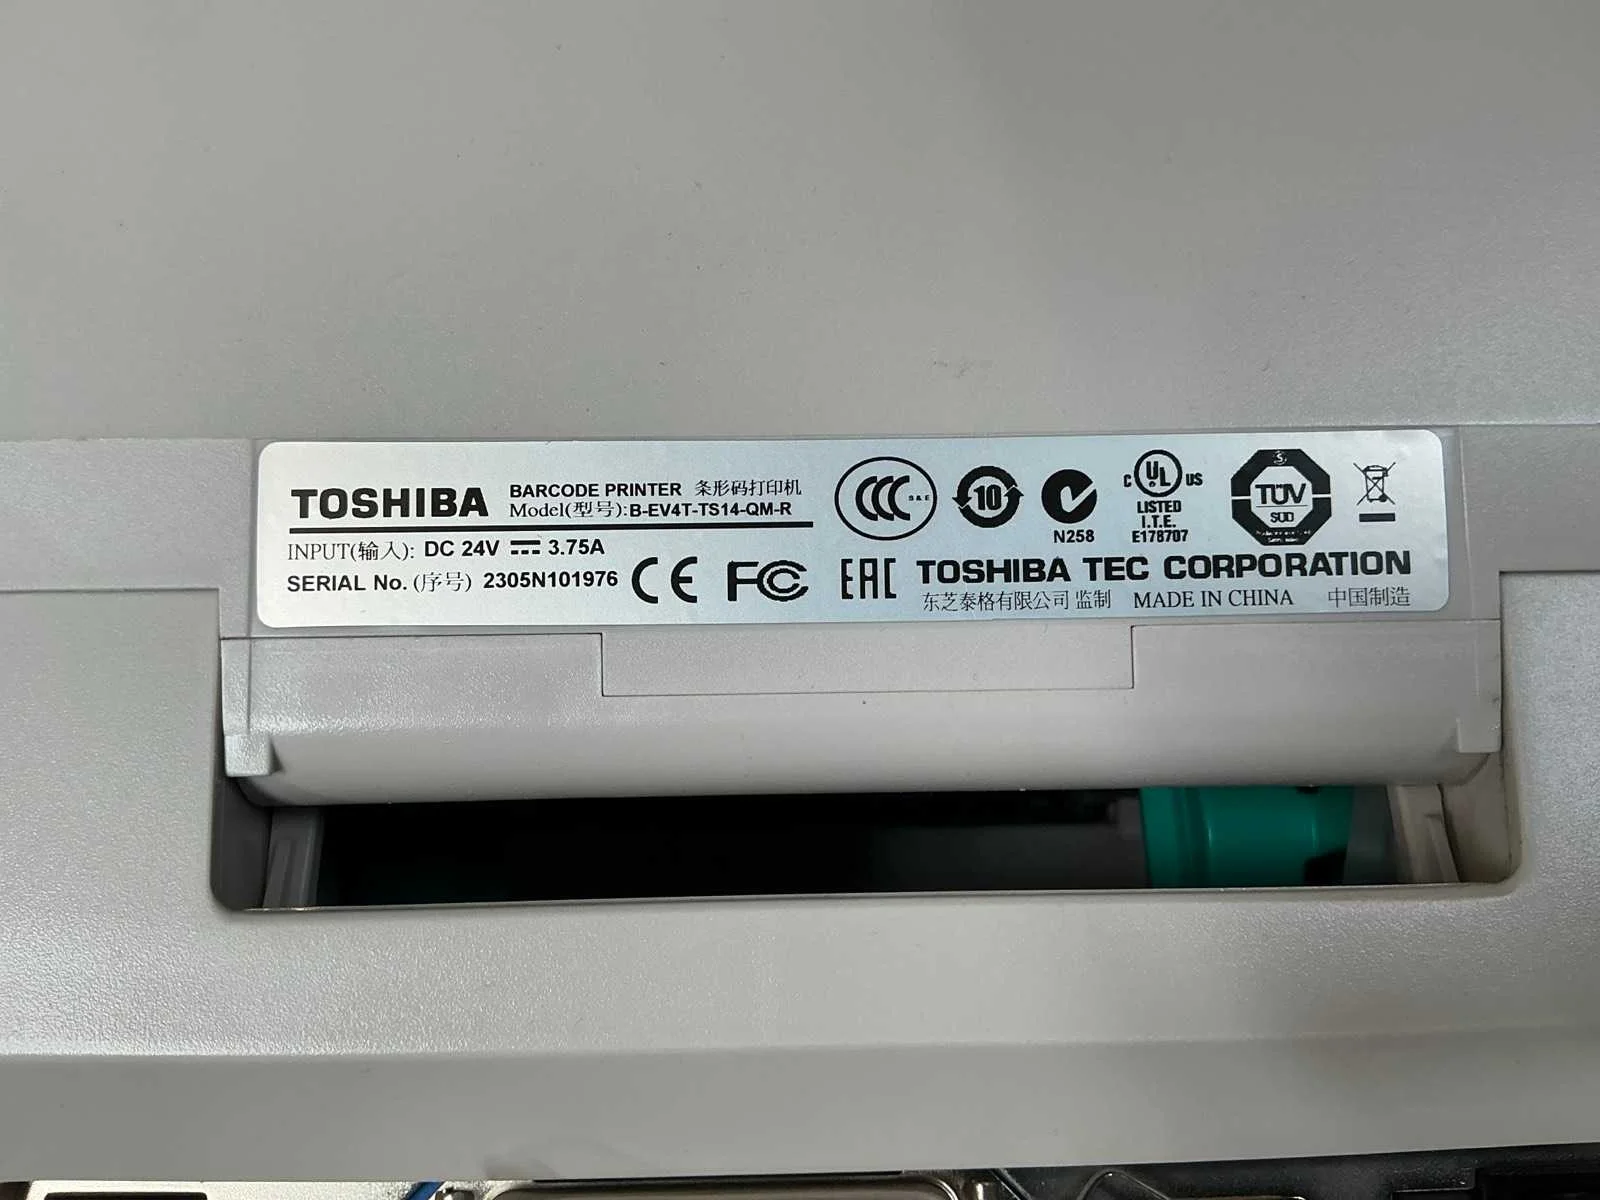 TOSHIBA BARCODE PRINTER 条形码打印机
Model(型号):B-EV4T-TS14-QM-R
INPUT(输入): DC 24V ⎓ 3.75A
SERIAL No. (序号) 2305N101976
CE FC EAC
CCC S&E
10
N258
C UL US
LISTED
I.T.E.
E178707
TÜV
SÜD
TOSHIBA TEC CORPORATION
东芝泰格有限公司 监制 MADE IN CHINA 中国制造